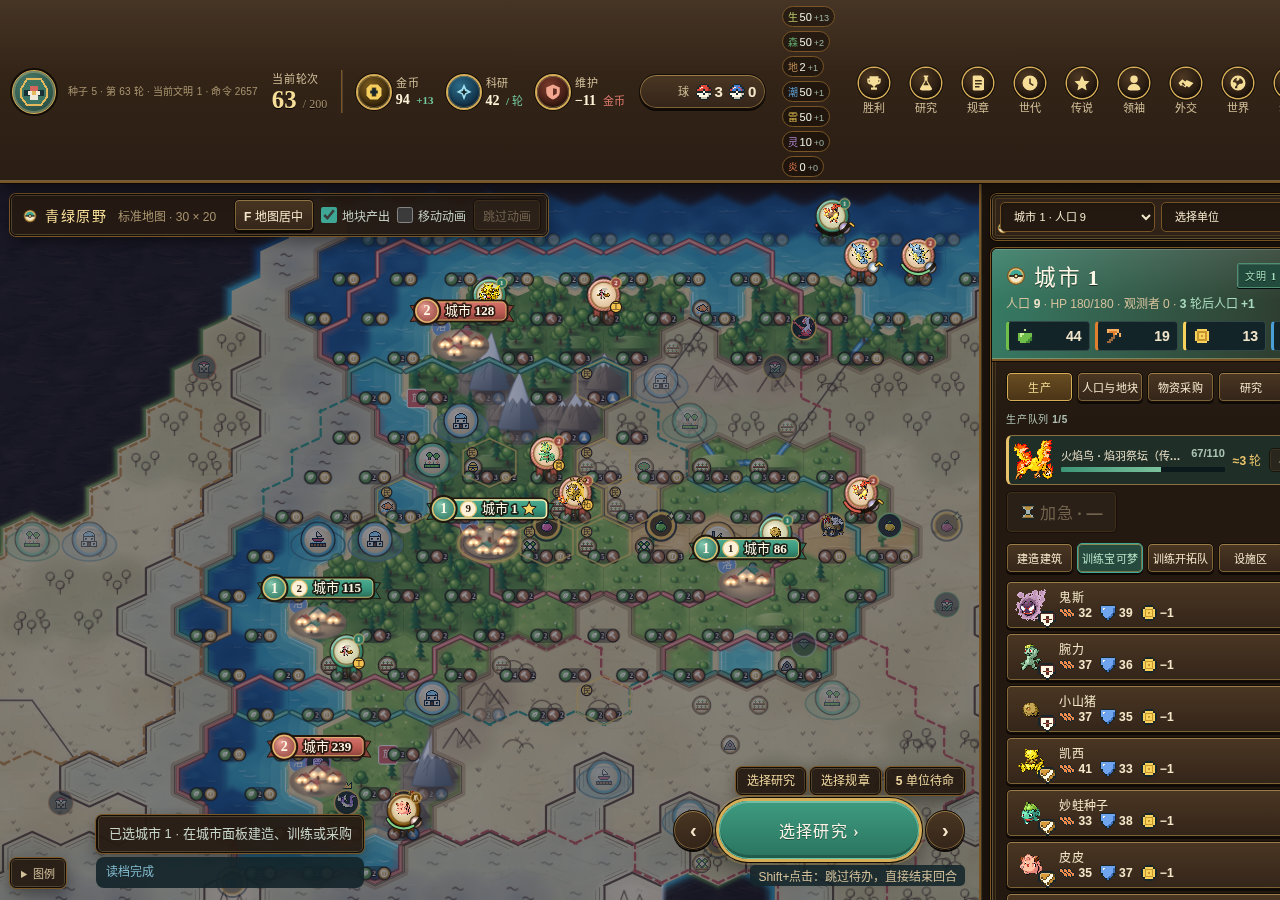 种子 5 · 第 63 轮 · 当前文明 1 · 命令 2657
当前轮次
63 / 200
金币
94 +13
科研
42 / 轮
维护
−11 金币
球 3 0
生 50 +13
森 50 +2
地 2 +1
潮 50 +1
雷 50 +1
灵 10 +0
炎 0 +0
胜利
研究
规章
世代
传说
领袖
外交
世界
青绿原野
标准地图 · 30 × 20
F 地图居中
地块产出
移动动画
跳过动画
2 城市 128
1 9 城市 1
1 1 城市 86
1 2 城市 115
2 城市 239
已选城市 1 · 在城市面板建造、训练或采购
读档完成
图例
选择研究
选择规章
5 单位待命
‹
选择研究 ›
›
Shift+点击：跳过待办，直接结束回合
城市 1 · 人口 9
选择单位
城市 1
文明 1
人口 9 · HP 180/180 · 观测者 0 · 3 轮后人口 +1
44
19
13
生产
人口与地块
物资采购
研究
生产队列 1/5
火焰鸟 · 焰羽祭坛（传…
67/110
≈3 轮
加急 · —
建造建筑
训练宝可梦
训练开拓队
设施区
鬼斯
32 39 −1
腕力
37 36 −1
小山猪
37 35 −1
凯西
41 33 −1
妙蛙种子
33 38 −1
皮皮
35 37 −1